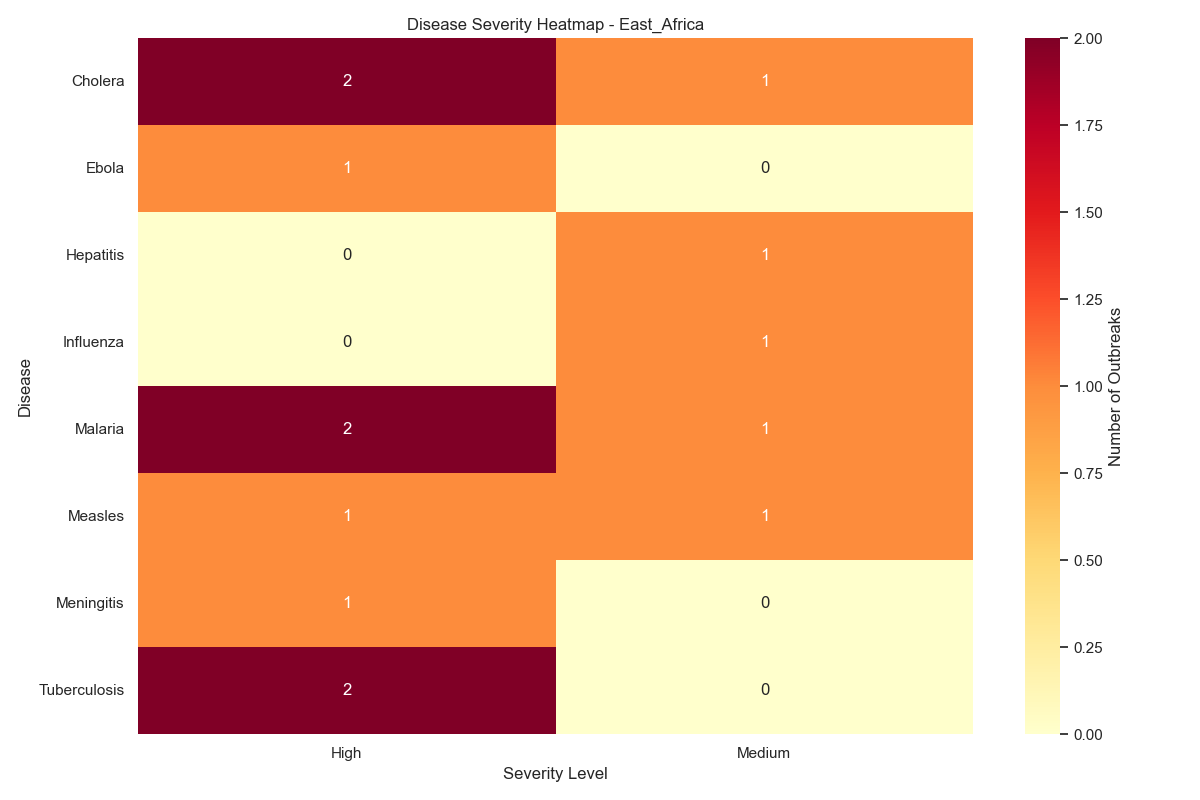 Disease Severity Heatmap - East_Africa
Disease
Cholera 2 1
Ebola 1 0
Hepatitis 0 1
Influenza 0 1
Malaria 2 1
Measles 1 1
Meningitis 1 0
Tuberculosis 2 0
High Medium
Severity Level
2.00
1.75
1.50
1.25
1.00
0.75
0.50
0.25
0.00
Number of Outbreaks